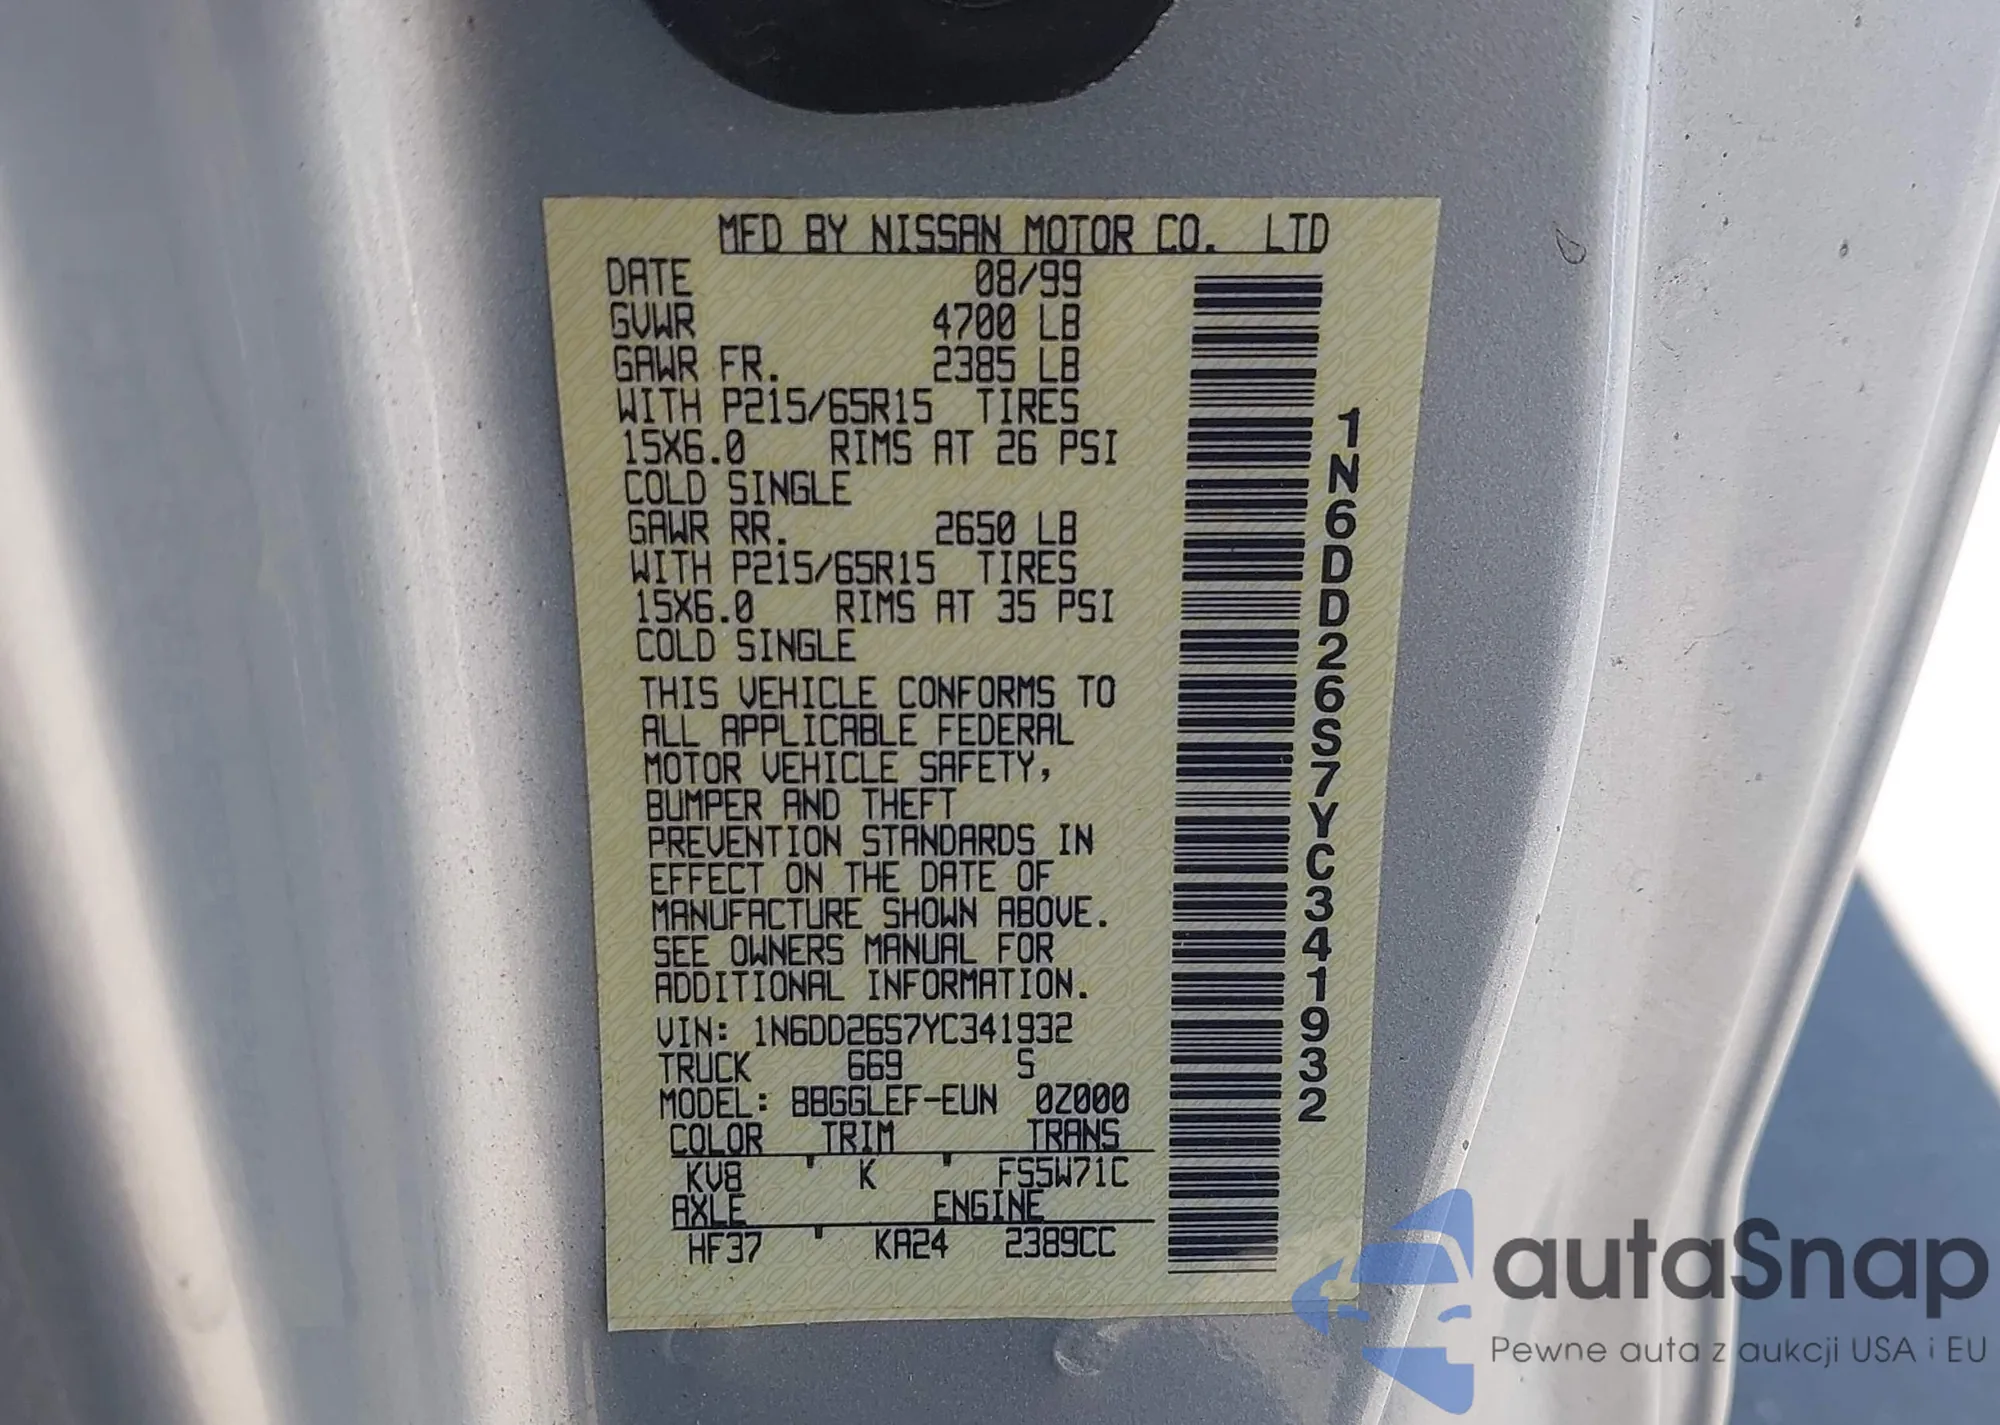 MFD BY NISSAN MOTOR CO. LTD
DATE 08/99
GVWR 4700 LB
GAWR FR. 2385 LB
WITH P215/65R15 TIRES
15X6.0 RIMS AT 26 PSI
COLD SINGLE
GAWR RR. 2650 LB
WITH P215/65R15 TIRES
15X6.0 RIMS AT 35 PSI
COLD SINGLE
THIS VEHICLE CONFORMS TO
ALL APPLICABLE FEDERAL
MOTOR VEHICLE SAFETY,
BUMPER AND THEFT
PREVENTION STANDARDS IN
EFFECT ON THE DATE OF
MANUFACTURE SHOWN ABOVE.
SEE OWNERS MANUAL FOR
ADDITIONAL INFORMATION.
VIN: 1N6DD26S7YC341932
TRUCK 669 S
MODEL: BBGGLEF-EUN 0Z000
COLOR TRIM TRANS
KV8 K FS5W71C
AXLE ENGINE
HF37 KA24 2389CC
1N6DD26S7YC341932
autaSnap
Pewne auta z aukcji USA i EU